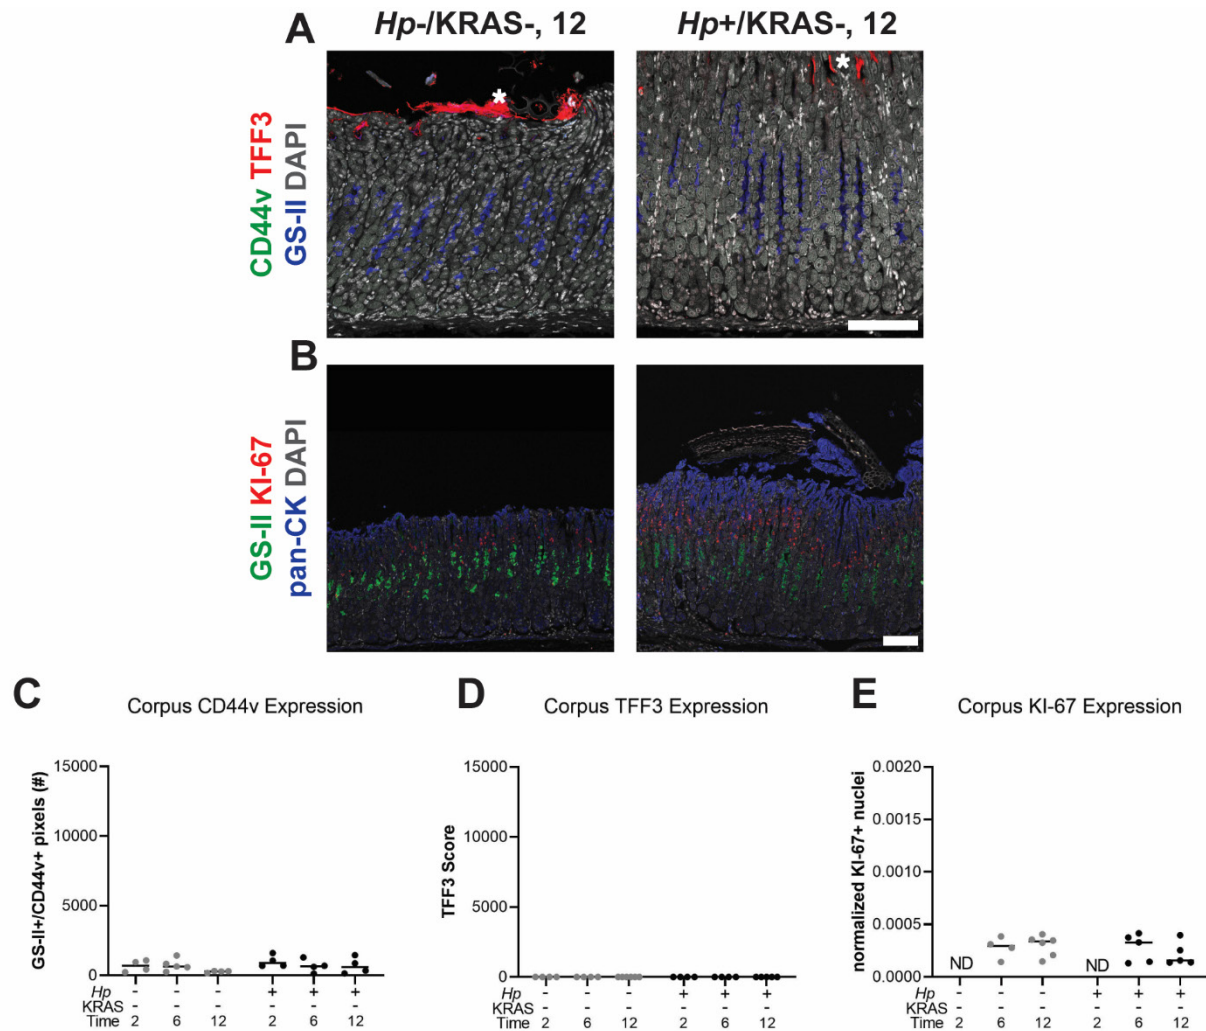 A
Hp-/KRAS-, 12
Hp+/KRAS-, 12
CD44v TFF3
GS-II DAPI
*
*
B
GS-II KI-67
pan-CK DAPI
C
Corpus CD44v Expression
GS-II+/CD44v+ pixels (#)
15000
10000
5000
0
Hp - - - + + +
KRAS - - - - - -
Time 2 6 12 2 6 12
D
Corpus TFF3 Expression
TFF3 Score
15000
10000
5000
0
Hp - - - + + +
KRAS - - - - - -
Time 2 6 12 2 6 12
E
Corpus KI-67 Expression
normalized KI-67+ nuclei
0.0020
0.0015
0.0010
0.0005
0.0000
ND
ND
Hp - - - + + +
KRAS - - - - - -
Time 2 6 12 2 6 12